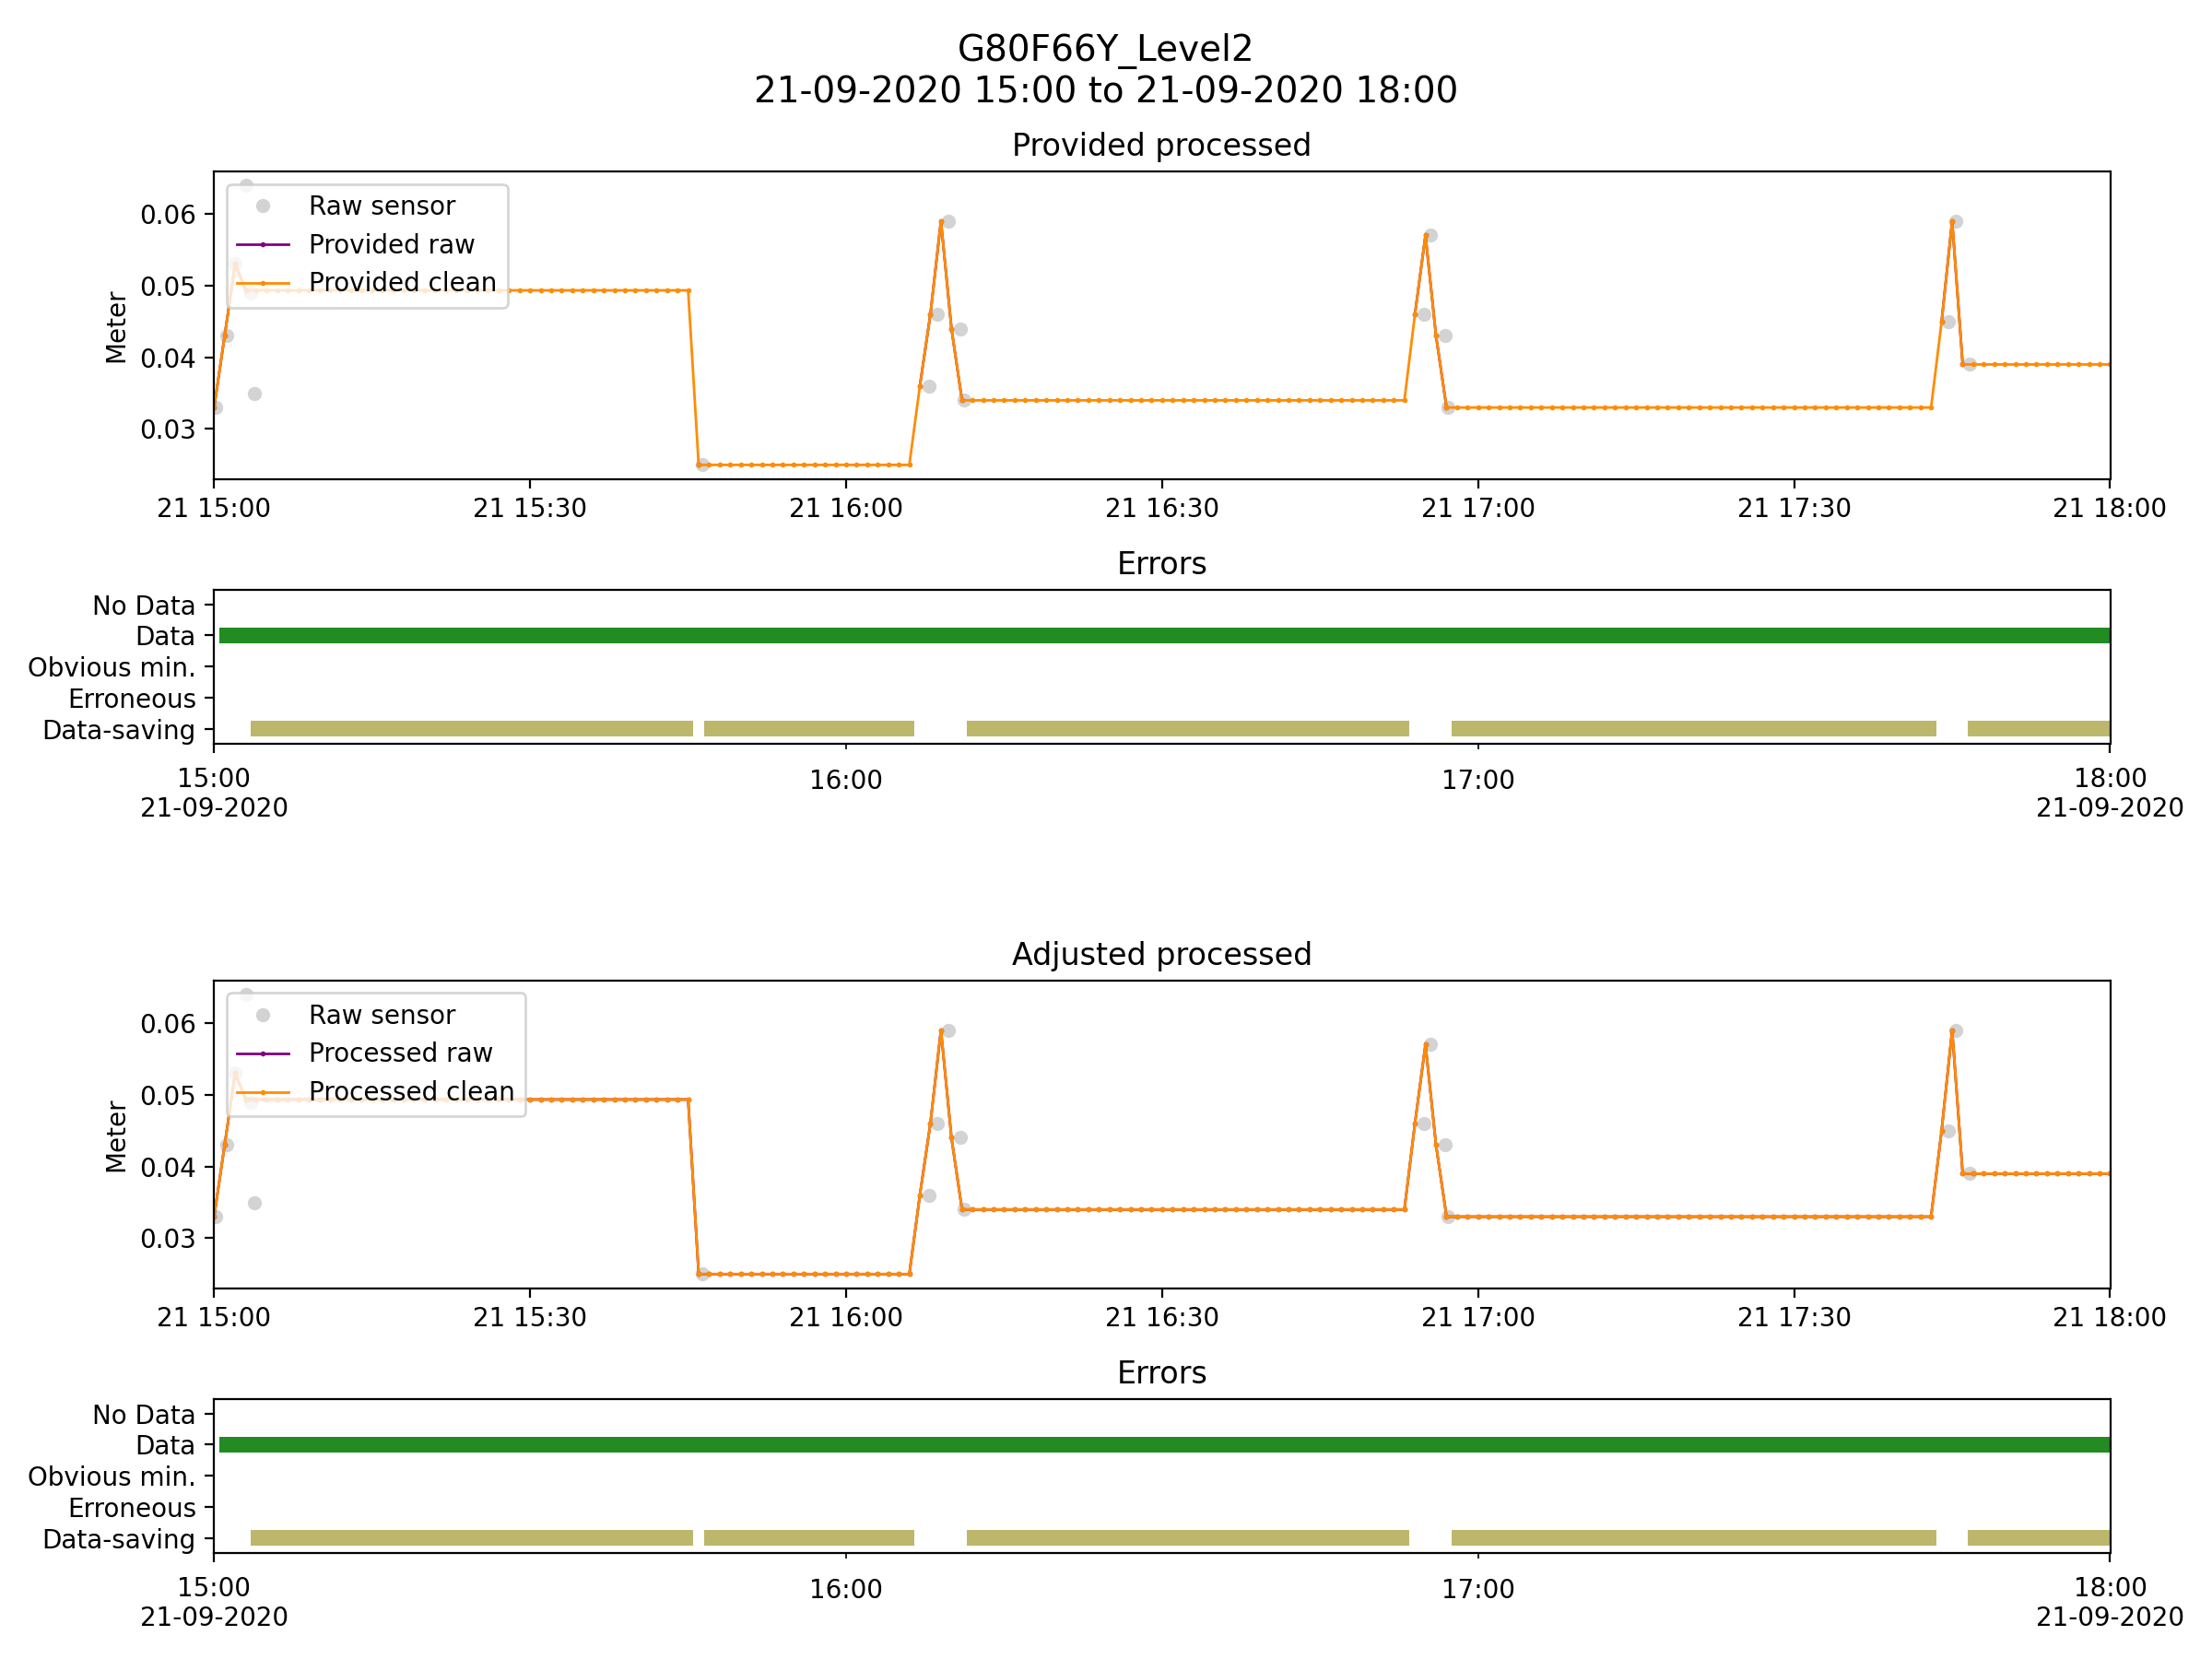 G80F66Y_Level2
21-09-2020 15:00 to 21-09-2020 18:00
Provided processed
Raw sensor
Provided raw
Provided clean
Meter
0.06
0.05
0.04
0.03
21 15:00 21 15:30 21 16:00 21 16:30 21 17:00 21 17:30 21 18:00
Errors
No Data
Data
Obvious min.
Erroneous
Data-saving
15:00 16:00 17:00 18:00
21-09-2020 21-09-2020
Adjusted processed
Raw sensor
Processed raw
Processed clean
Meter
0.06
0.05
0.04
0.03
21 15:00 21 15:30 21 16:00 21 16:30 21 17:00 21 17:30 21 18:00
Errors
No Data
Data
Obvious min.
Erroneous
Data-saving
15:00 16:00 17:00 18:00
21-09-2020 21-09-2020